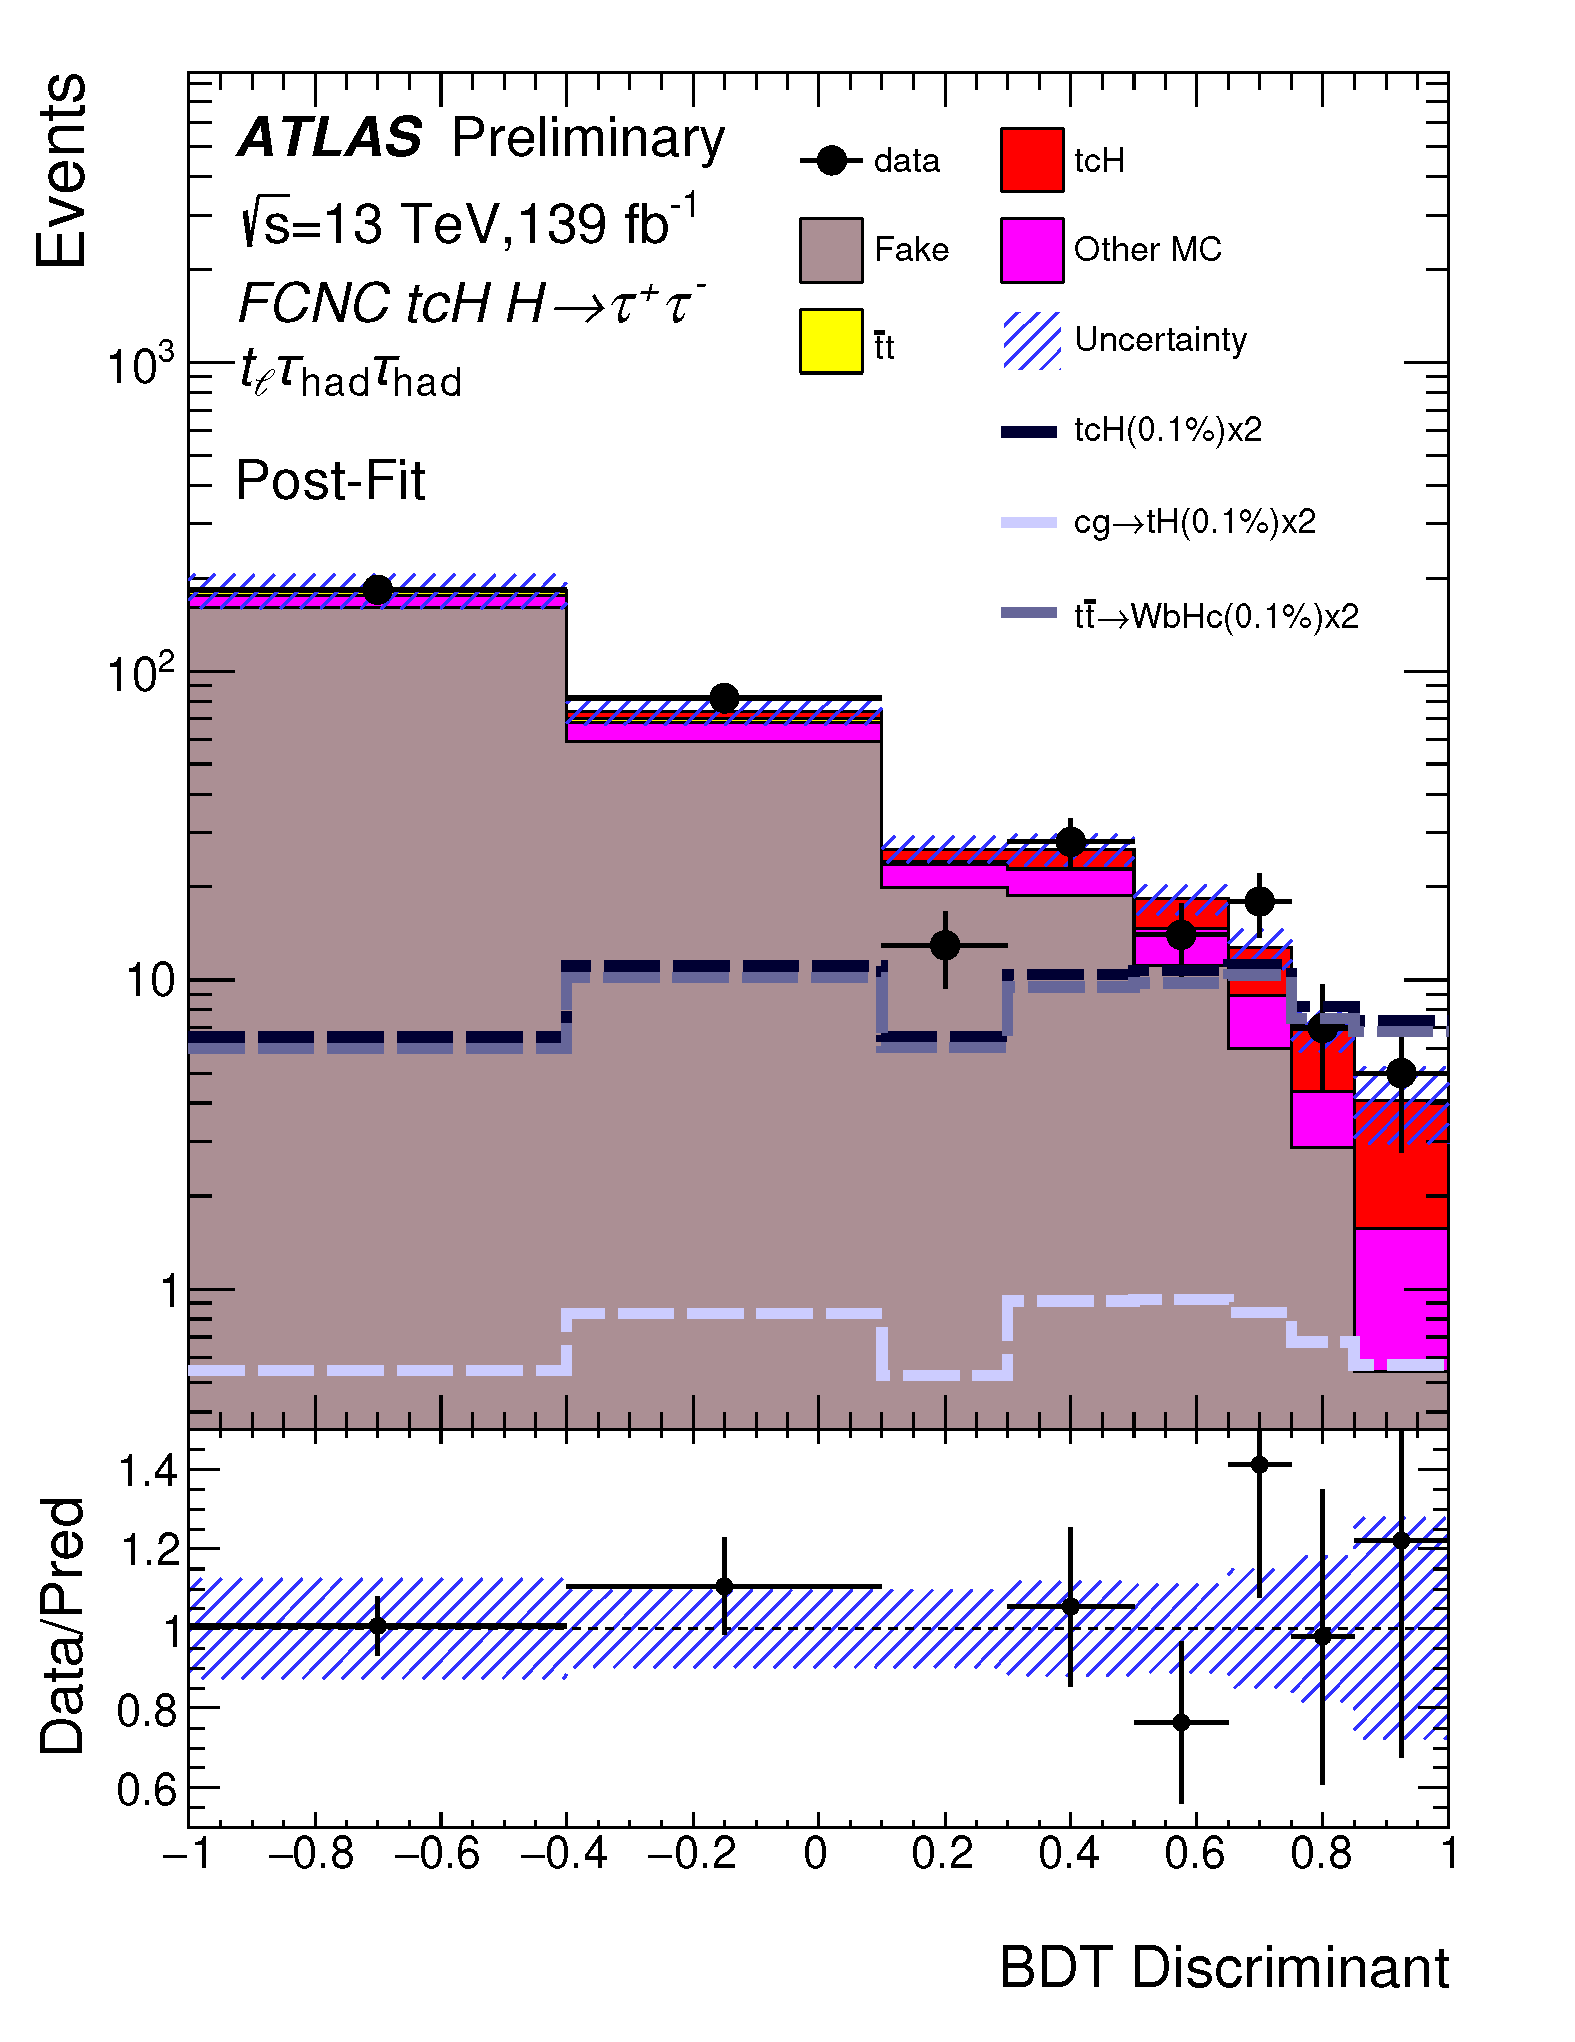 Events
ATLAS Preliminary
√s=13 TeV,139 fb⁻¹
FCNC tcH H→τ⁺τ⁻
tℓτhadτhad
Post-Fit
data
tcH
Fake
Other MC
t̄t
Uncertainty
tcH(0.1%)x2
cg→tH(0.1%)x2
tt̄→WbHc(0.1%)x2
10³
10²
10
1
Data/Pred
1.4
1.2
1
0.8
0.6
−1 −0.8 −0.6 −0.4 −0.2 0 0.2 0.4 0.6 0.8 1
BDT Discriminant